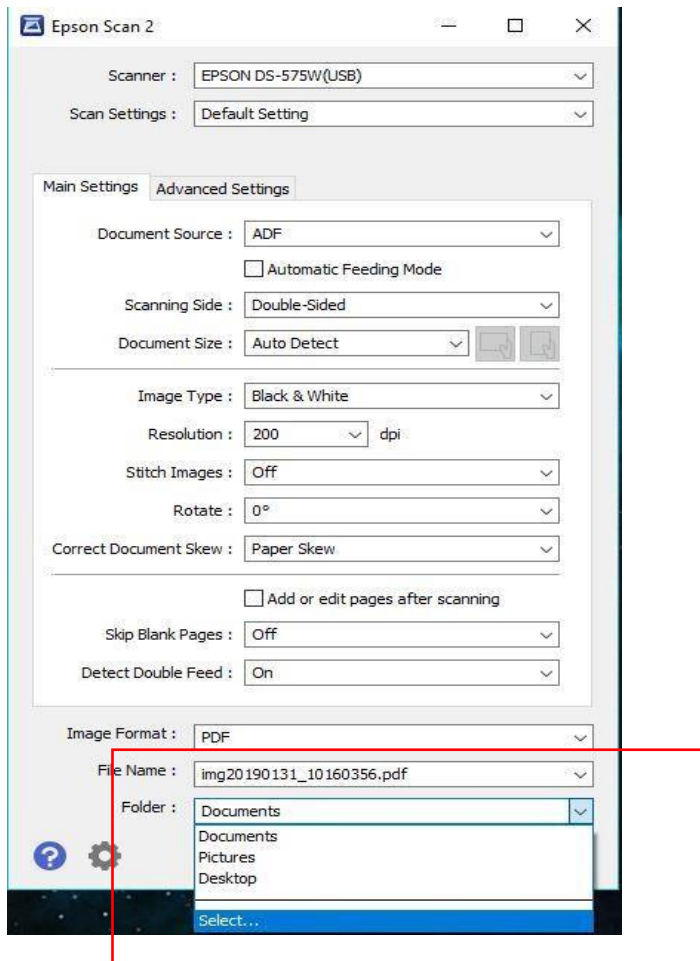 Epson Scan 2
Scanner : EPSON DS-575W(USB)
Scan Settings : Default Setting
Main Settings Advanced Settings
Document Source : ADF
Automatic Feeding Mode
Scanning Side : Double-Sided
Document Size : Auto Detect
Image Type : Black & White
Resolution : 200 dpi
Stitch Images : Off
Rotate : 0°
Correct Document Skew : Paper Skew
Add or edit pages after scanning
Skip Blank Pages : Off
Detect Double Feed : On
Image Format : PDF
File Name : img20190131_10160356.pdf
Folder : Documents
Documents
Pictures
Desktop
Select...